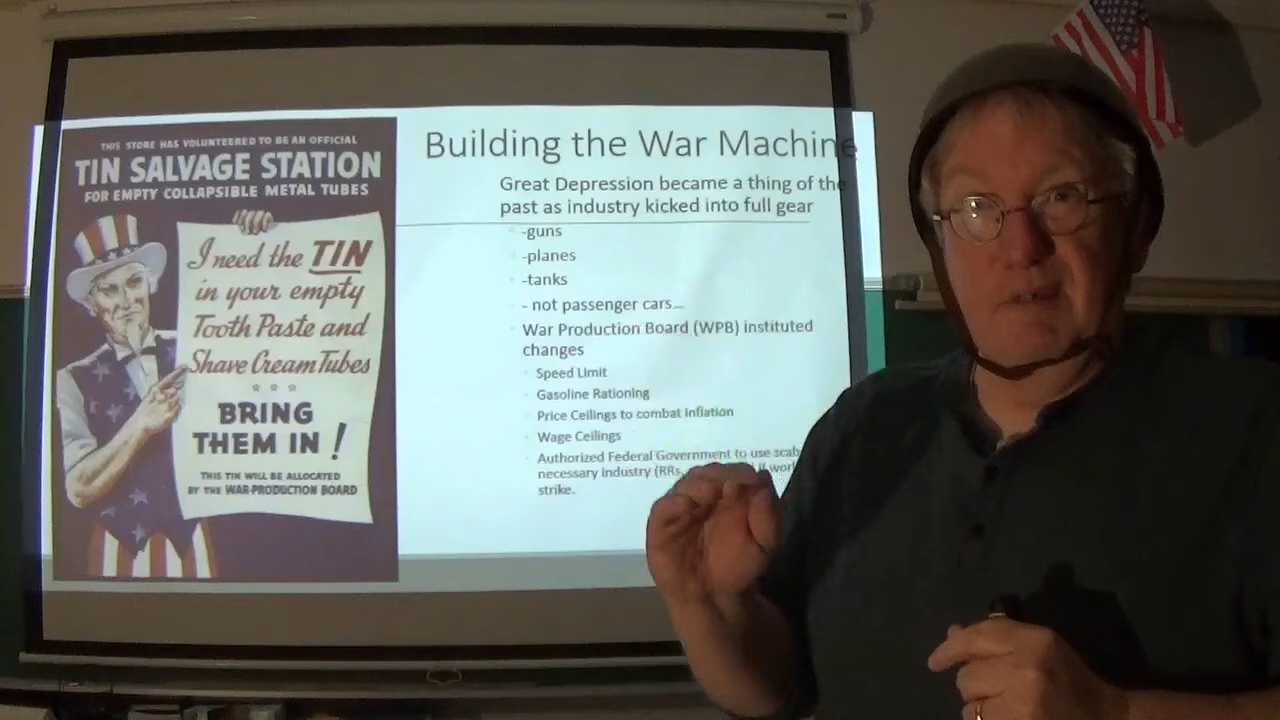 THIS STORE HAS VOLUNTEERED TO BE AN OFFICIAL
TIN SALVAGE STATION
FOR EMPTY COLLAPSIBLE METAL TUBES
I need the TIN
in your empty
Tooth Paste and
Shave Cream Tubes
BRING
THEM IN!
THIS TIN WILL BE ALLOCATED
BY THE WAR PRODUCTION BOARD
Building the War Machine
Great Depression became a thing of the
past as industry kicked into full gear
-guns
-planes
-tanks
- not passenger cars...
War Production Board (WPB) instituted
changes
Speed Limit
Gasoline Rationing
Price Ceilings to combat Inflation
Wage Ceilings
Authorized Federal Government to use scab
necessary industry (RRs, if work
strike.